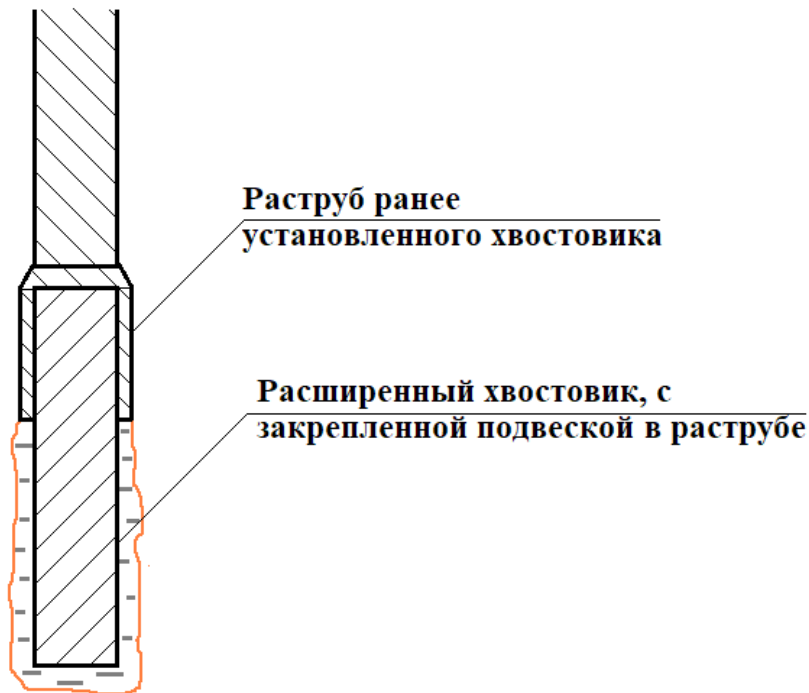 Раструб ранее
установленного хвостовика
Расширенный хвостовик, с
закрепленной подвеской в раструбе